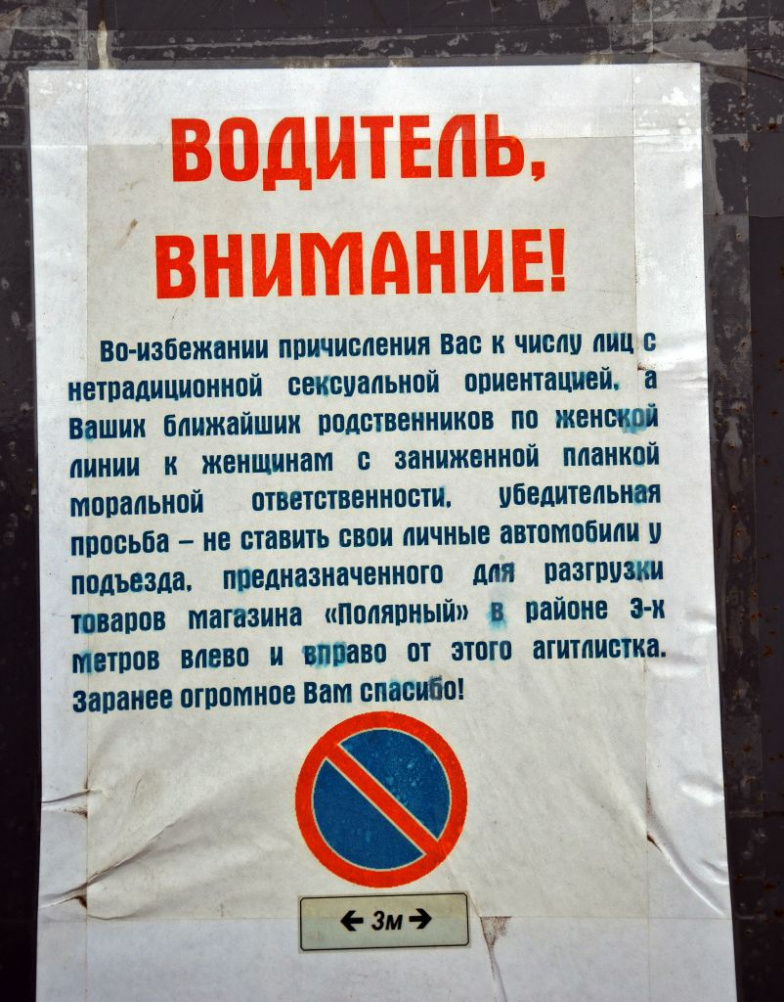 ВОДИТЕЛЬ,
ВНИМАНИЕ!
Во-избежании причисления Вас к числу лиц с
нетрадиционной сексуальной ориентацией, а
Ваших ближайших родственников по женской
линии к женщинам с заниженной планкой
моральной ответственности, убедительная
просьба – не ставить свои личные автомобили у
подъезда, предназначенного для разгрузки
товаров магазина «Полярный» в районе 3-х
метров влево и вправо от этого агитлистка.
Заранее огромное Вам спасибо!
← 3м →